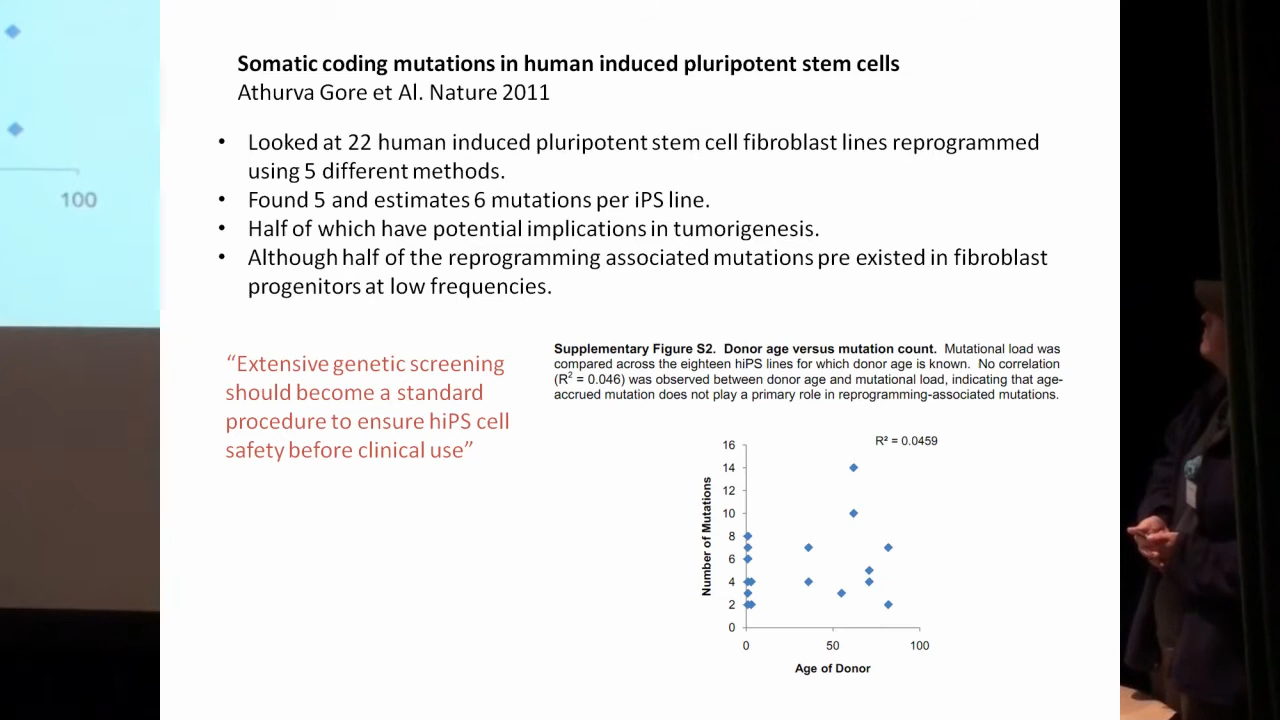 Somatic coding mutations in human induced pluripotent stem cells
Athurva Gore et Al. Nature 2011
• Looked at 22 human induced pluripotent stem cell fibroblast lines reprogrammed
using 5 different methods.
• Found 5 and estimates 6 mutations per iPS line.
• Half of which have potential implications in tumorigenesis.
• Although half of the reprogramming associated mutations pre existed in fibroblast
progenitors at low frequencies.
“Extensive genetic screening
should become a standard
procedure to ensure hiPS cell
safety before clinical use”
Supplementary Figure S2. Donor age versus mutation count. Mutational load was
compared across the eighteen hiPS lines for which donor age is known. No correlation
(R² = 0.046) was observed between donor age and mutational load, indicating that age-
accrued mutation does not play a primary role in reprogramming-associated mutations.
R² = 0.0459
Number of Mutations
16
14
12
10
8
6
4
2
0
0 50 100
Age of Donor
100